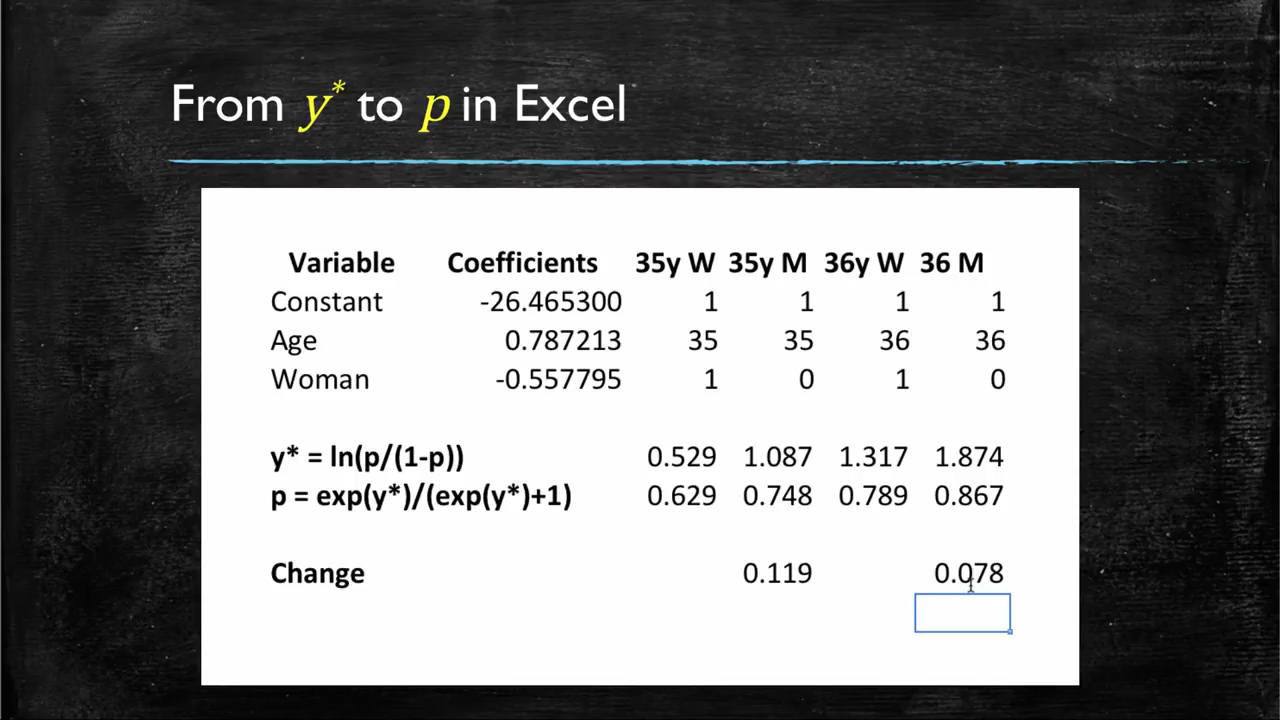 From y* to p in Excel
Variable Coefficients 35y W 35y M 36y W 36 M
Constant -26.465300 1 1 1 1
Age 0.787213 35 35 36 36
Woman -0.557795 1 0 1 0
y* = ln(p/(1-p)) 0.529 1.087 1.317 1.874
p = exp(y*)/(exp(y*)+1) 0.629 0.748 0.789 0.867
Change 0.119 0.078